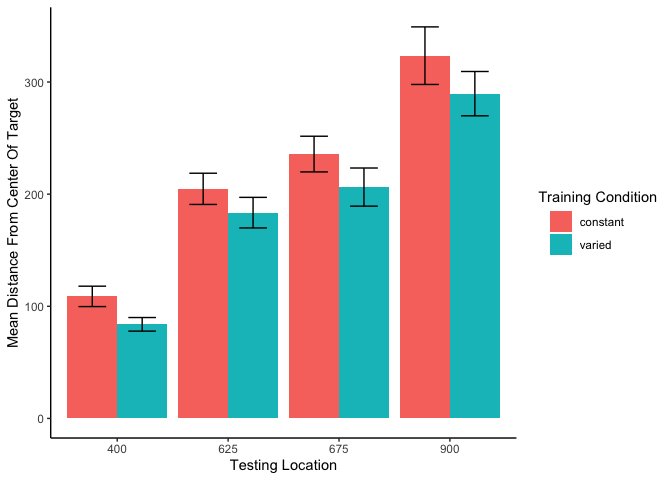 Mean Distance From Center Of Target
300
200
100
0
400 625 675 900
Testing Location
Training Condition
constant
varied